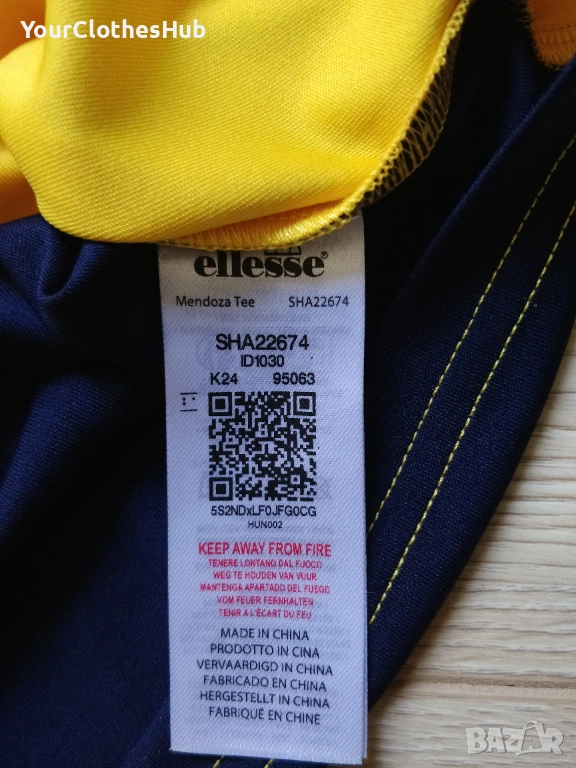 YourClothesHub
ellesse®
Mendoza Tee SHA22674
SHA22674
ID1030
K24 95063
5S2NDxLF0JFG0CG
HUN002
KEEP AWAY FROM FIRE
TENERE LONTANO DAL FUOCO
WEG TE HOUDEN VAN VUUR
MANTENGA APARTADO DEL FUEGO
VOM FEUER FERNHALTEN
TENIR A L'ÉCART DU FEU
MADE IN CHINA
PRODOTTO IN CINA
VERVAARDIGD IN CHINA
FABRICADO EN CHINA
HERGESTELLT IN CHINA
FABRIQUÉ EN CHINE
BAZAR